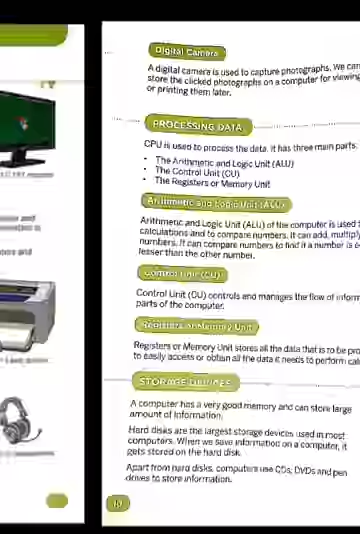 Digital Camera
A digital camera is used to capture photographs. We can
store the clicked photographs on a computer for viewing
or printing them later.
PROCESSING DATA
CPU is used to process the data. It has three main parts:
• The Arithmetic and Logic Unit (ALU)
• The Control Unit (CU)
• The Registers or Memory Unit
Arithmetic and Logic Unit (ALU)
Arithmetic and Logic Unit (ALU) of the computer is used
calculations and to compare numbers. It can add, multiply
numbers. It can compare numbers to find if a number is
lesser than the other number.
Control Unit (CU)
Control Unit (CU) controls and manages the flow of
parts of the computer.
Registers or Memory Unit
Registers or Memory Unit stores all the data that is to be
to easily access or obtain all the data it needs to perform
STORAGE DEVICES
A computer has a very good memory and can store large
amount of information.
Hard disks are the largest storage devices used in most
computers. When we save information on a computer, it
gets stored on the hard disk.
Apart from hard disks, computers use CDs, DVDs and pen
drives to store information.